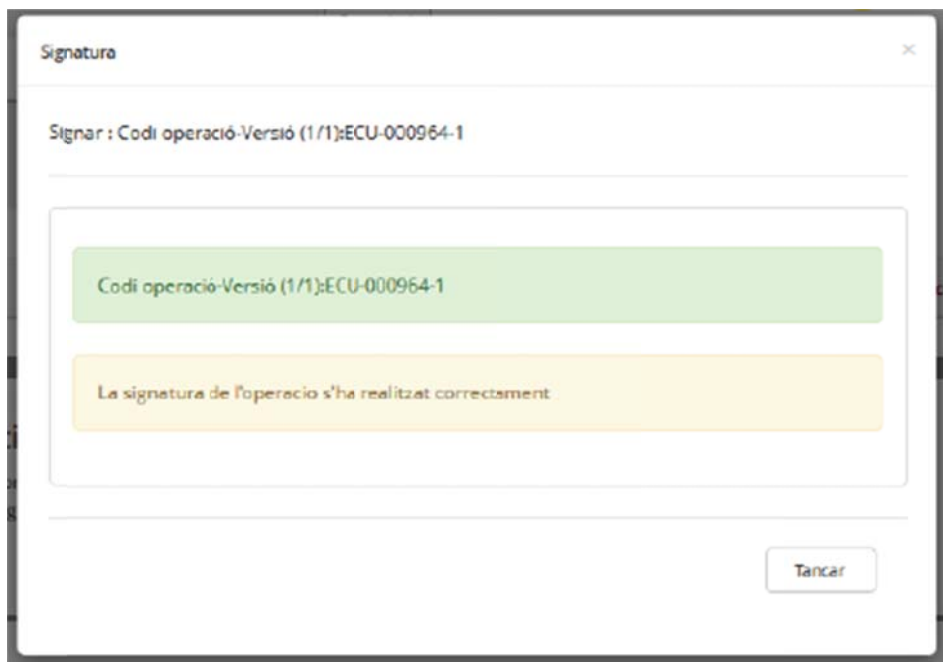 Signatura
×
Signar : Codi operació-Versió (1/1):ECU-000964-1
Codi operació-Versió (1/1):ECU-000964-1
La signatura de l'operacio s'ha realitzat correctament
Tancar